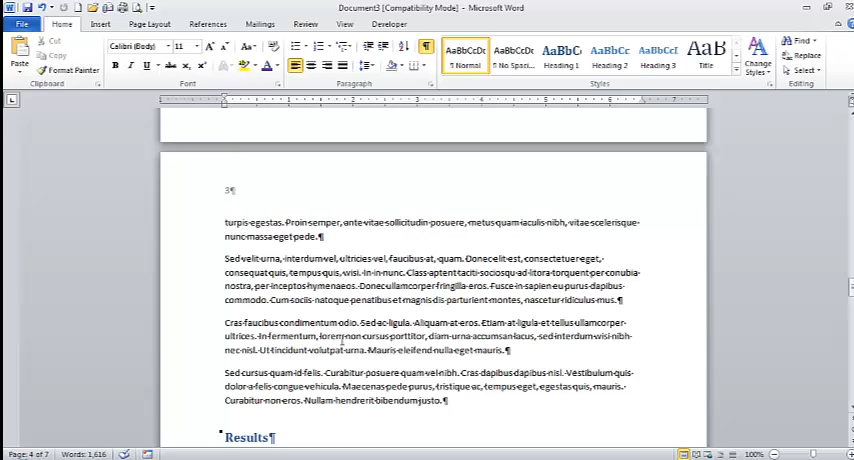 Document3 [Compatibility Mode] - Microsoft Word
File Home Insert Page Layout References Mailings Review View Developer
Cut
Copy
Format Painter
Paste
Clipboard
Calibri (Body) 11
Font
Paragraph
AaBbCcDc AaBbCcDc AaBbC AaBbCc AaBbCcI AaB
¶ Normal ¶ No Spaci... Heading 1 Heading 2 Heading 3 Title
Change Styles
Styles
Find
Replace
Select
Editing
1 1 2 3 4 5 6 7
3¶
turpis·egestas.·Proin·semper,·ante·vitae·sollicitudin·posuere,·metus·quam·iaculis·nibh,·vitae·scelerisque·
nunc·massa·eget·pede.¶
Sed·velit·urna,·interdum·vel,·ultricies·vel,·faucibus·at,·quam.·Donec·elit·est,·consectetuer·eget,·
consequat·quis,·tempus·quis,·wisi.·In·in·nunc.·Class·aptent·taciti·sociosqu·ad·litora·torquent·per·conubia·
nostra,·per·inceptos·hymenaeos.·Donec·ullamcorper·fringilla·eros.·Fusce·in·sapien·eu·purus·dapibus·
commodo.·Cum·sociis·natoque·penatibus·et·magnis·dis·parturient·montes,·nascetur·ridiculus·mus.¶
Cras·faucibus·condimentum·odio.·Sed·ac·ligula.·Aliquam·at·eros.·Etiam·at·ligula·et·tellus·ullamcorper·
ultrices.·In·fermentum,·lorem·non·cursus·porttitor,·diam·urna·accumsan·lacus,·sed·interdum·wisi·nibh·
nec·nisl.·Ut·tincidunt·volutpat·urna.·Mauris·eleifend·nulla·eget·mauris.¶
Sed·cursus·quam·id·felis.·Curabitur·posuere·quam·vel·nibh.·Cras·dapibus·dapibus·nisl.·Vestibulum·quis·
dolor·a·felis·congue·vehicula.·Maecenas·pede·purus,·tristique·ac,·tempus·eget,·egestas·quis,·mauris.·
Curabitur·non·eros.·Nullam·hendrerit·bibendum·justo.¶
Results¶
Page: 4 of 7 Words: 1,616 100%